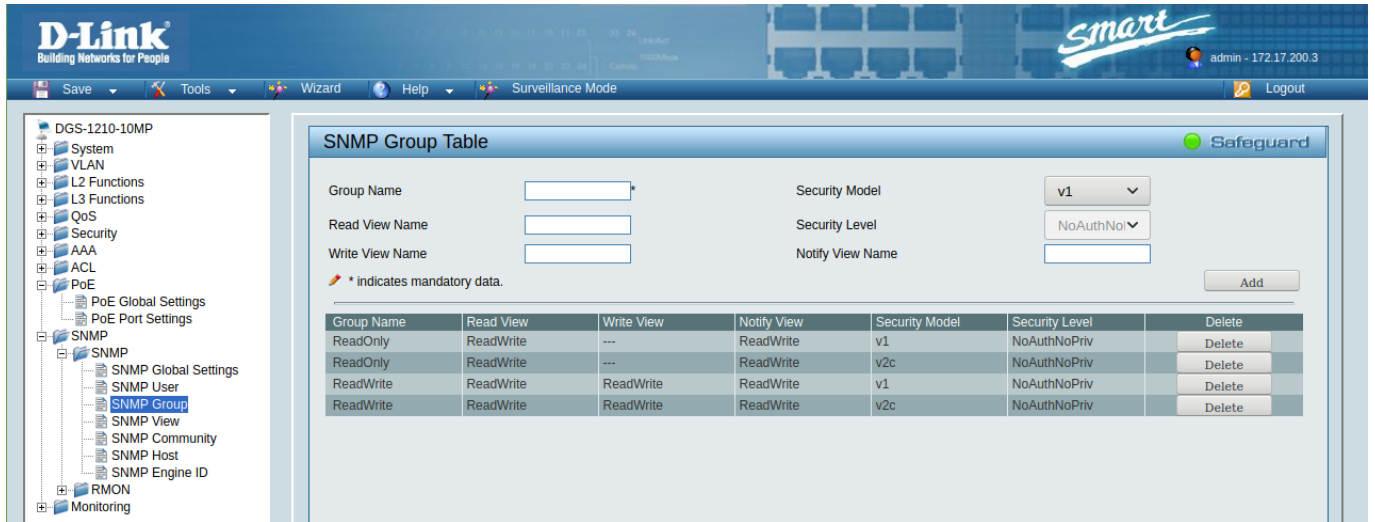 D-Link
Building Networks for People
smart
admin - 172.17.200.3
Save Tools Wizard Help Surveillance Mode Logout
DGS-1210-10MP
System
VLAN
L2 Functions
L3 Functions
QoS
Security
AAA
ACL
PoE
PoE Global Settings
PoE Port Settings
SNMP
SNMP
SNMP Global Settings
SNMP User
SNMP Group
SNMP View
SNMP Community
SNMP Host
SNMP Engine ID
RMON
Monitoring
SNMP Group Table Safeguard
Group Name * Security Model v1
Read View Name Security Level NoAuthNo
Write View Name Notify View Name
* indicates mandatory data. Add
Group Name Read View Write View Notify View Security Model Security Level Delete
ReadOnly ReadWrite --- ReadWrite v1 NoAuthNoPriv Delete
ReadOnly ReadWrite --- ReadWrite v2c NoAuthNoPriv Delete
ReadWrite ReadWrite ReadWrite ReadWrite v1 NoAuthNoPriv Delete
ReadWrite ReadWrite ReadWrite ReadWrite v2c NoAuthNoPriv Delete